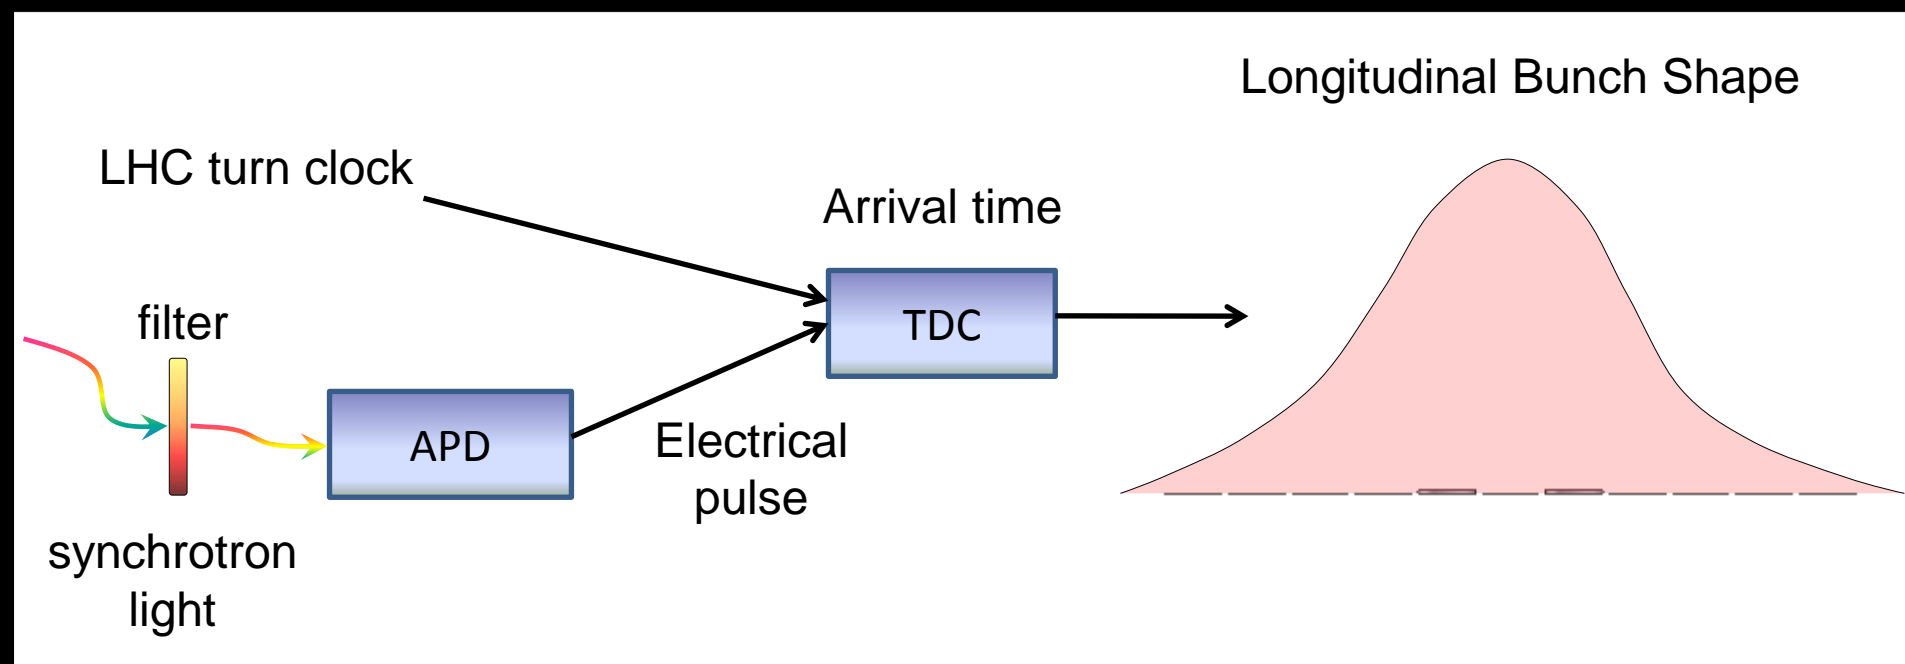 Longitudinal Bunch Shape
LHC turn clock
Arrival time
filter
TDC
APD
Electrical
pulse
synchrotron
light